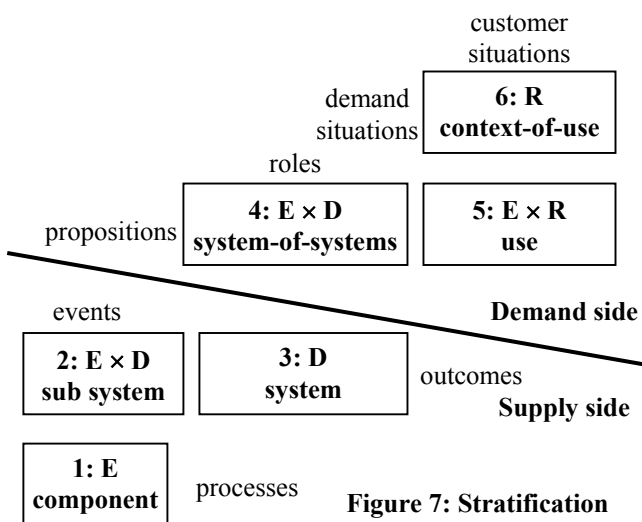 customer
situations
demand
situations
6: R
context-of-use
roles
propositions
4: E × D
system-of-systems
5: E × R
use
events
Demand side
2: E × D
sub system
3: D
system
outcomes
Supply side
1: E
component
processes
Figure 7: Stratification